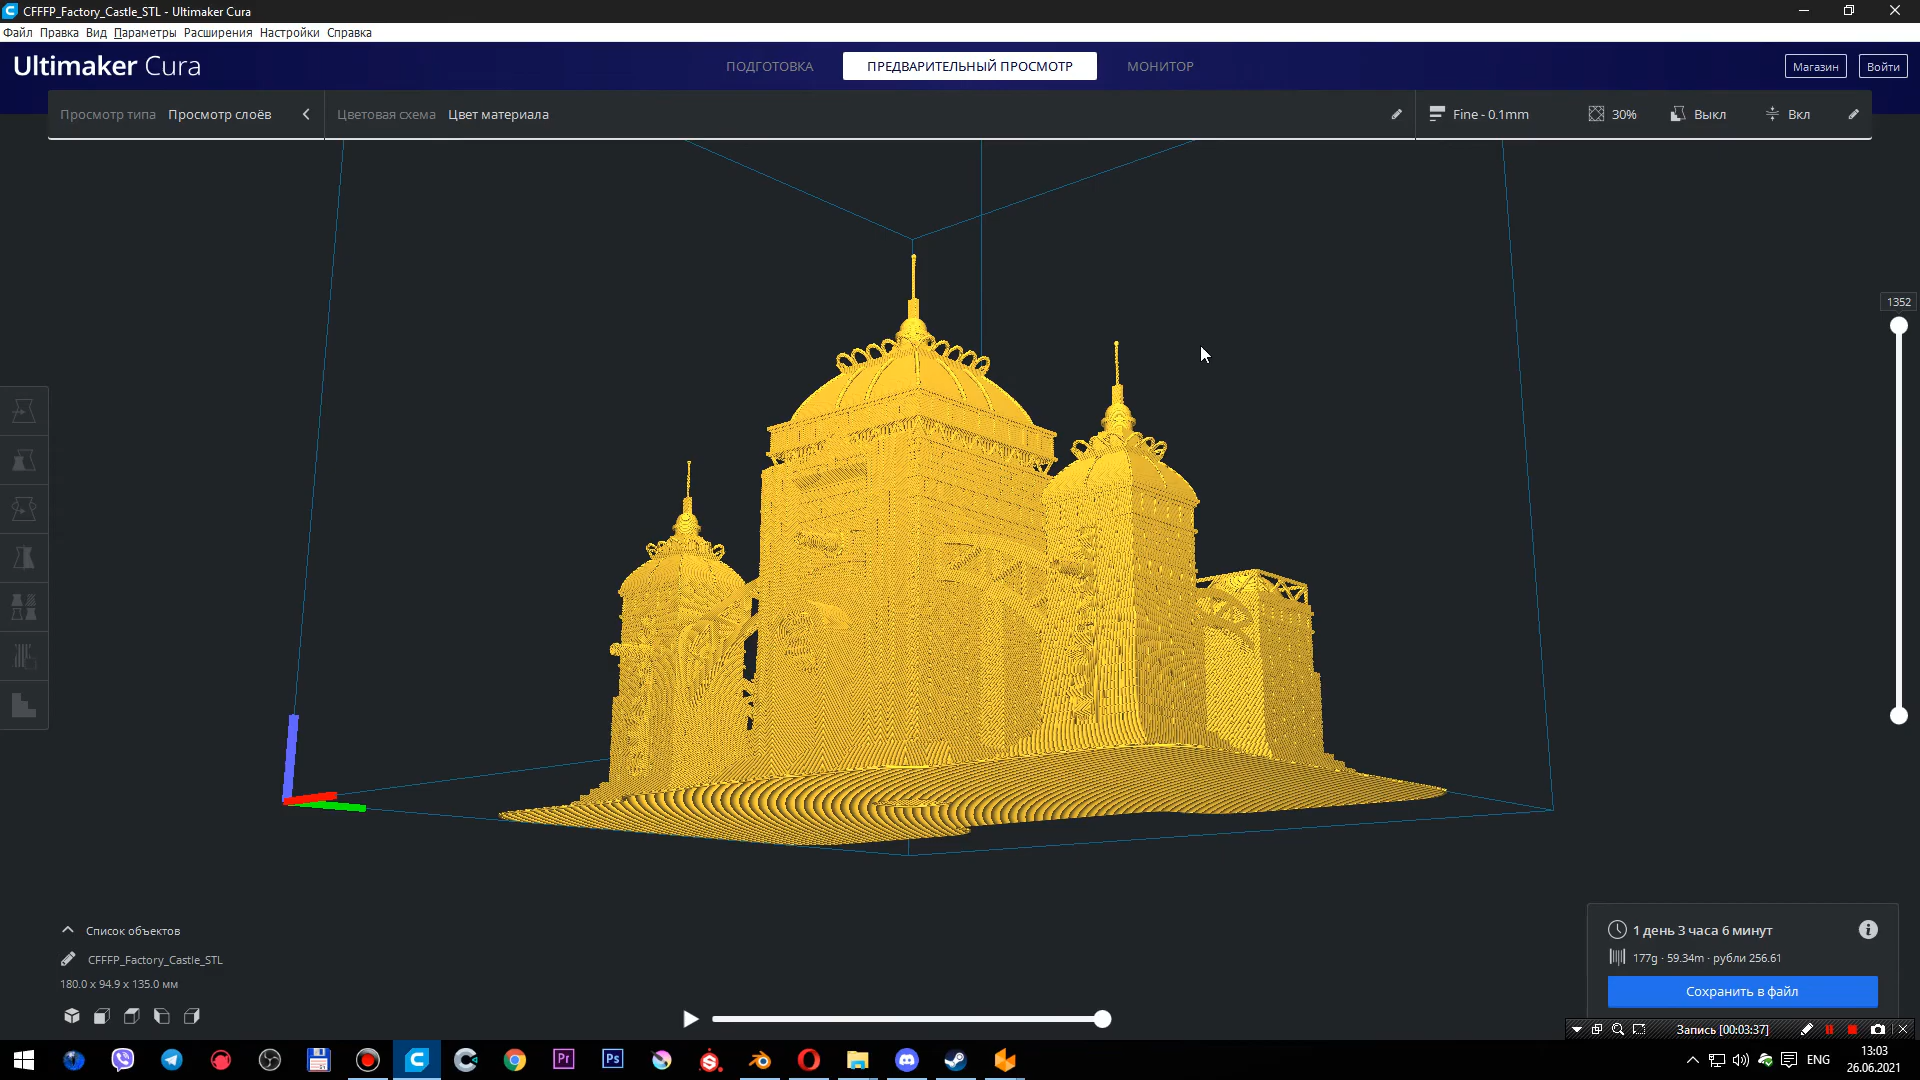 CFFFP_Factory_Castle_STL - Ultimaker Cura
Файл Правка Вид Параметры Расширения Настройки Справка
Ultimaker Cura
ПОДГОТОВКА
ПРЕДВАРИТЕЛЬНЫЙ ПРОСМОТР
МОНИТОР
Магазин
Войти
Просмотр типа Просмотр слоёв
Цветовая схема Цвет материала
Fine - 0.1mm
30%
Выкл
Вкл
1352
Список объектов
CFFFP_Factory_Castle_STL
180.0 x 94.9 x 135.0 мм
1 день 3 часа 6 минут
177g · 59.34m · рубли 256.61
Сохранить в файл
Запись [00:03:37]
Pr
Ps
ENG
13:03
26.06.2021